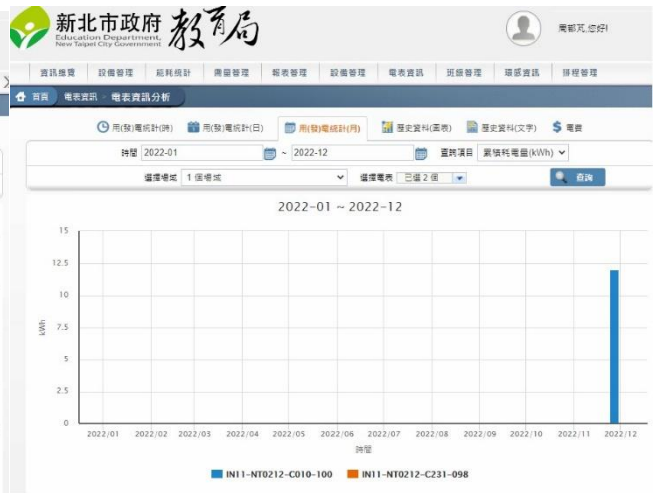 新北市政府 教育局
Education Department,
New Taipei City Government
周郁芃,您好!
資訊總覽 設備管理 能耗統計 需量管理 報表管理 設備管理 電表資訊 班級管理 環感資訊 排程管理
首頁 電表資訊 電表資訊分析
用(發)電統計(時) 用(發)電統計(日) 用(發)電統計(月) 歷史資料(圖表) 歷史資料(文字) 電費
時間 2022-01 ~ 2022-12 查詢項目 累積耗電量(kWh)
選擇場域 1 個場域 選擇電表 已選 2 個 查詢
2022-01 ~ 2022-12
15
12.5
10
7.5
5
2.5
0
kWh
2022/01 2022/02 2022/03 2022/04 2022/05 2022/06 2022/07 2022/08 2022/09 2022/10 2022/11 2022/12
時間
IN11-NT0212-C010-100 IN11-NT0212-C231-098